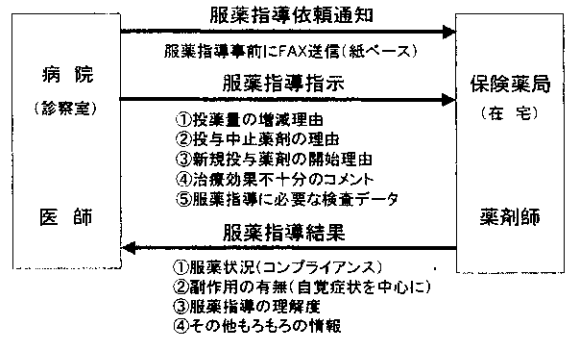 服薬指導依頼通知
服薬指導事前にFAX送信(紙ベース)
病院
(診察室)
医師
服薬指導指示
①投薬量の増減理由
②投与中止薬剤の理由
③新規投与薬剤の開始理由
④治療効果不十分のコメント
⑤服薬指導に必要な検査データ
保険薬局
(在宅)
薬剤師
服薬指導結果
①服薬状況(コンプライアンス)
②副作用の有無(自覚症状を中心に)
③服薬指導の理解度
④その他もろもろの情報